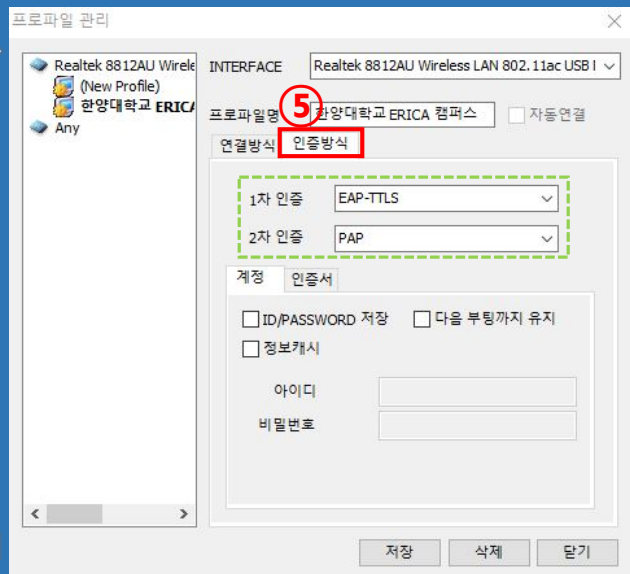 프로파일 관리
Realtek 8812AU Wirele
(New Profile)
한양대학교 ERICA
Any
INTERFACE
Realtek 8812AU Wireless LAN 802.11ac USB
프로파일명
⑤
한양대학교 ERICA 캠퍼스
자동연결
연결방식
인증방식
1차 인증
EAP-TTLS
2차 인증
PAP
계정
인증서
ID/PASSWORD 저장
다음 부팅까지 유지
정보캐시
아이디
비밀번호
저장
삭제
닫기